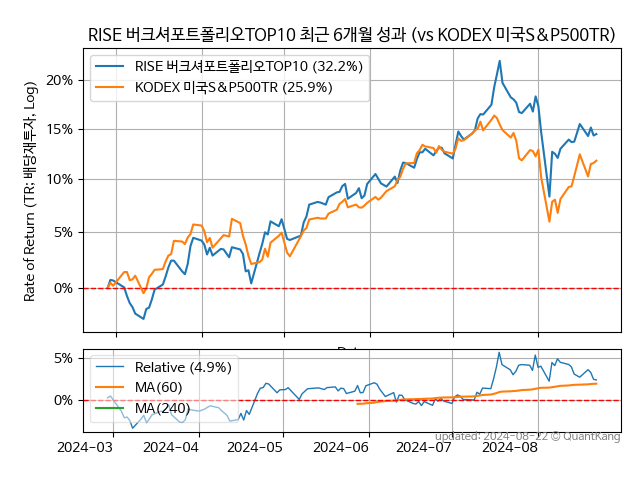 RISE 버크셔포트폴리오TOP10 최근 6개월 성과 (vs KODEX 미국S&P500TR)
RISE 버크셔포트폴리오TOP10 (32.2%)
KODEX 미국S&P500TR (25.9%)
Rate of Return (TR: 배당재투자, Log)
20%
15%
10%
5%
0%
5%
0%
Relative (4.9%)
MA(60)
MA(240)
2024-03
2024-04
2024-05
2024-06
2024-07
2024-08
updated: 2024-08-22 © QuantKang